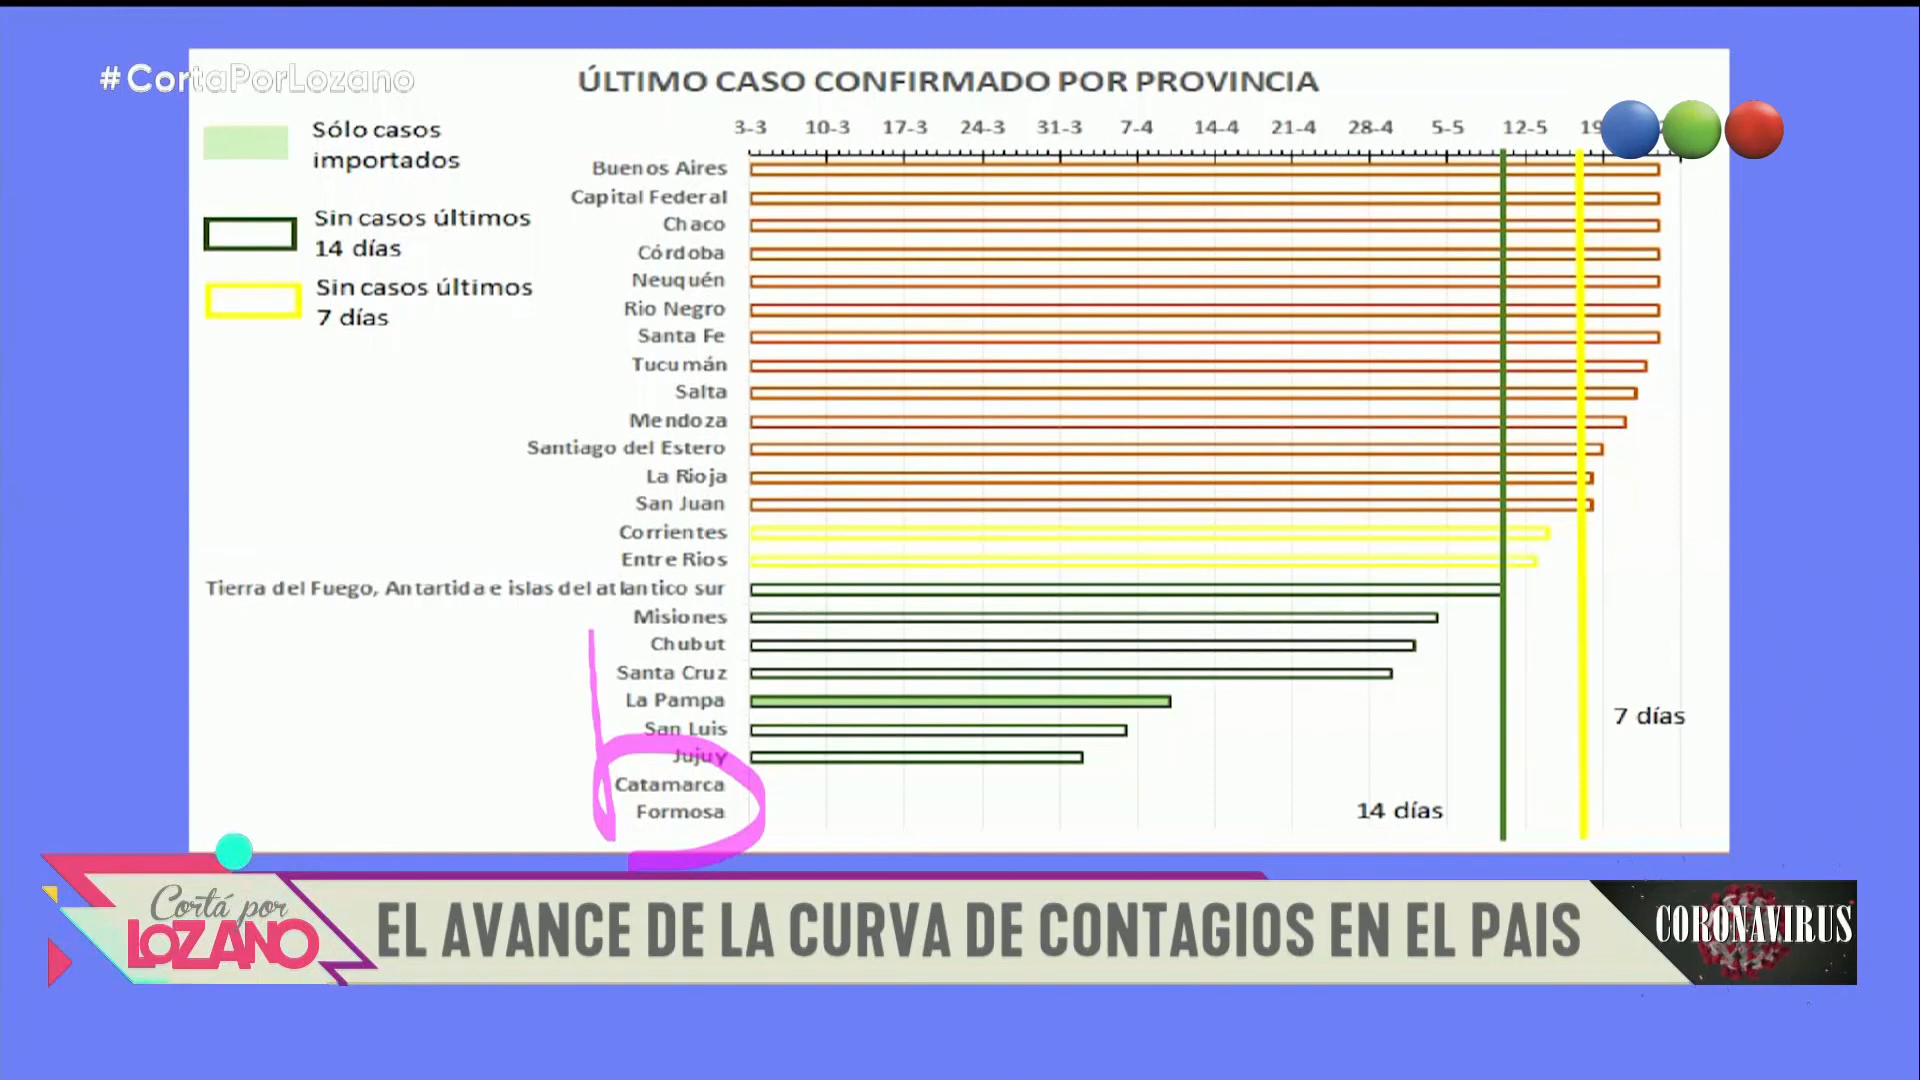 #CortaPorLozano
ÚLTIMO CASO CONFIRMADO POR PROVINCIA
Sólo casos
importados
Sin casos últimos
14 días
Sin casos últimos
7 días
3-3 10-3 17-3 24-3 31-3 7-4 14-4 21-4 28-4 5-5 12-5
Buenos Aires
Capital Federal
Chaco
Córdoba
Neuquén
Rio Negro
Santa Fe
Tucumán
Salta
Mendoza
Santiago del Estero
La Rioja
San Juan
Corrientes
Entre Rios
Tierra del Fuego, Antartida e islas del atlantico sur
Misiones
Chubut
Santa Cruz
La Pampa
San Luis
Jujuy
Catamarca
Formosa
7 días
14 días
Cortá por
LOZANO
EL AVANCE DE LA CURVA DE CONTAGIOS EN EL PAIS
CORONAVIRUS